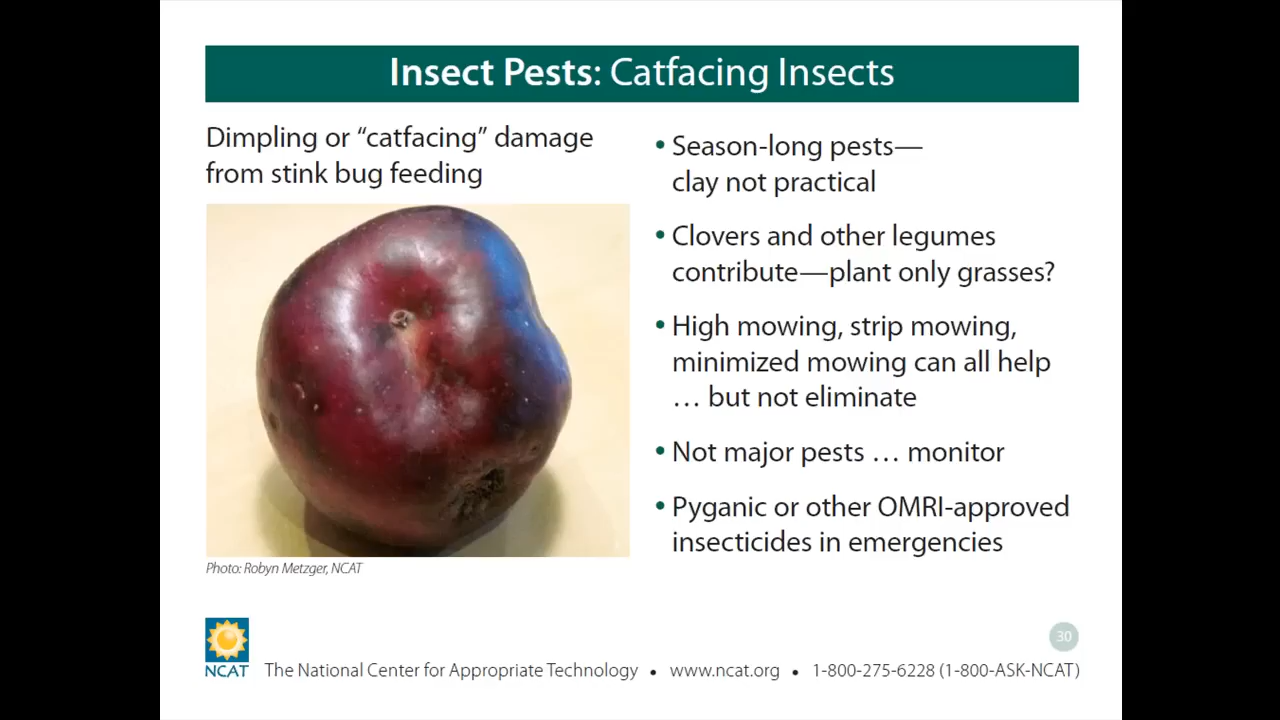 Insect Pests: Catfacing Insects
Dimpling or “catfacing” damage
from stink bug feeding
Photo: Robyn Metzger, NCAT
• Season-long pests—
clay not practical
• Clovers and other legumes
contribute—plant only grasses?
• High mowing, strip mowing,
minimized mowing can all help
… but not eliminate
• Not major pests … monitor
• Pyganic or other OMRI-approved
insecticides in emergencies
30
NCAT
The National Center for Appropriate Technology • www.ncat.org • 1-800-275-6228 (1-800-ASK-NCAT)